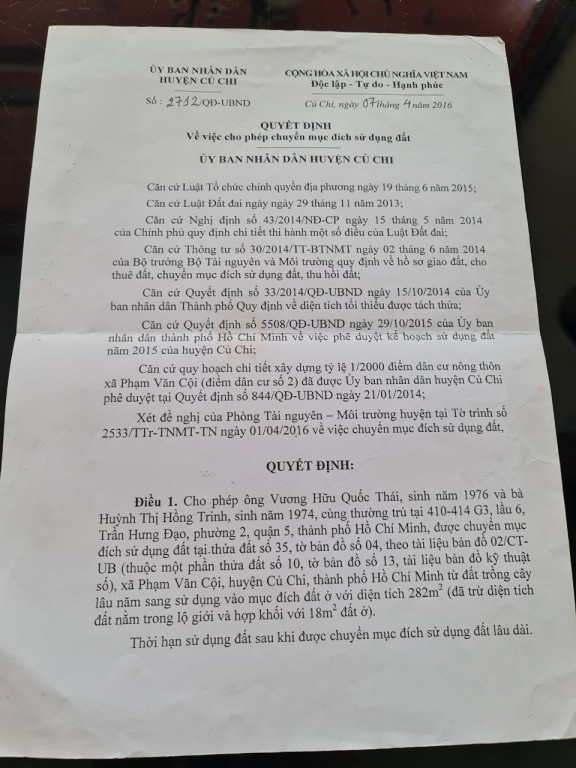 ỦY BAN NHÂN DÂN
HUYỆN CỦ CHI
Số : 2712/QĐ-UBND
CỘNG HÒA XÃ HỘI CHỦ NGHĨA VIỆT NAM
Độc lập - Tự do - Hạnh phúc
Củ Chi, ngày 07 tháng 4 năm 2016
QUYẾT ĐỊNH
Về việc cho phép chuyển mục đích sử dụng đất
ỦY BAN NHÂN DÂN HUYỆN CỦ CHI
Căn cứ Luật Tổ chức chính quyền địa phương ngày 19 tháng 6 năm 2015;
Căn cứ Luật Đất đai ngày ngày 29 tháng 11 năm 2013;
Căn cứ Nghị định số 43/2014/NĐ-CP ngày 15 tháng 5 năm 2014
của Chính phủ quy định chi tiết thi hành một số điều của Luật Đất đai;
Căn cứ Thông tư số 30/2014/TT-BTNMT ngày 02 tháng 6 năm 2014
của Bộ trưởng Bộ Tài nguyên và Môi trường quy định về hồ sơ giao đất, cho
thuê đất, chuyển mục đích sử dụng đất, thu hồi đất;
Căn cứ Quyết định số 33/2014/QĐ-UBND ngày 15/10/2014 của Ủy
ban nhân dân Thành phố Quy định về diện tích tối thiểu được tách thửa;
Căn cứ Quyết định số 5508/QĐ-UBND ngày 29/10/2015 của Ủy ban
nhân dân thành phố Hồ Chí Minh về việc phê duyệt kế hoạch sử dụng đất
năm 2015 của huyện Củ Chi;
Căn cứ quy hoạch chi tiết xây dựng tỷ lệ 1/2000 điểm dân cư nông thôn
xã Phạm Văn Cội (điểm dân cư số 2) đã được Ủy ban nhân dân huyện Củ Chi
phê duyệt tại Quyết định số 844/QĐ-UBND ngày 21/01/2014;
Xét đề nghị của Phòng Tài nguyên – Môi trường huyện tại Tờ trình số
2533/TTr-TNMT-TN ngày 01/04/2016 về việc chuyển mục đích sử dụng đất,
QUYẾT ĐỊNH:
Điều 1. Cho phép ông Vương Hữu Quốc Thái, sinh năm 1976 và bà
Huỳnh Thị Hồng Trinh, sinh năm 1974, cùng thường trú tại 410-414 G3, lầu 6,
Trần Hưng Đạo, phường 2, quận 5, thành phố Hồ Chí Minh, được chuyển mục
đích sử dụng đất tại thửa đất số 35, tờ bản đồ số 04, theo tài liệu bản đồ 02/CT-
UB (thuộc một phần thửa đất số 10, tờ bản đồ số 13, tài liệu bản đồ kỹ thuật
số), xã Phạm Văn Cội, huyện Củ Chi, thành phố Hồ Chí Minh từ đất trồng cây
lâu năm sang sử dụng vào mục đích đất ở với diện tích 282m² (đã trừ diện tích
đất nằm trong lộ giới và hợp khối với 18m² đất ở).
Thời hạn sử dụng đất sau khi được chuyển mục đích sử dụng đất lâu dài.